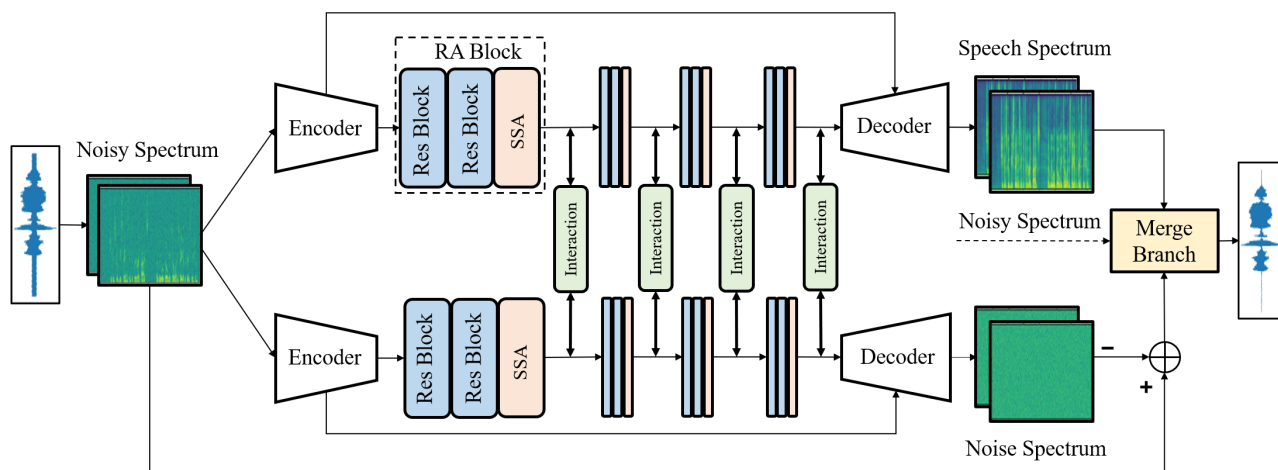 RA Block
Speech Spectrum
Noisy Spectrum
Encoder
Res Block
Res Block
SSA
Decoder
Interaction
Interaction
Interaction
Interaction
Noisy Spectrum
Merge
Branch
Encoder
Res Block
Res Block
SSA
Decoder
−
+
Noise Spectrum